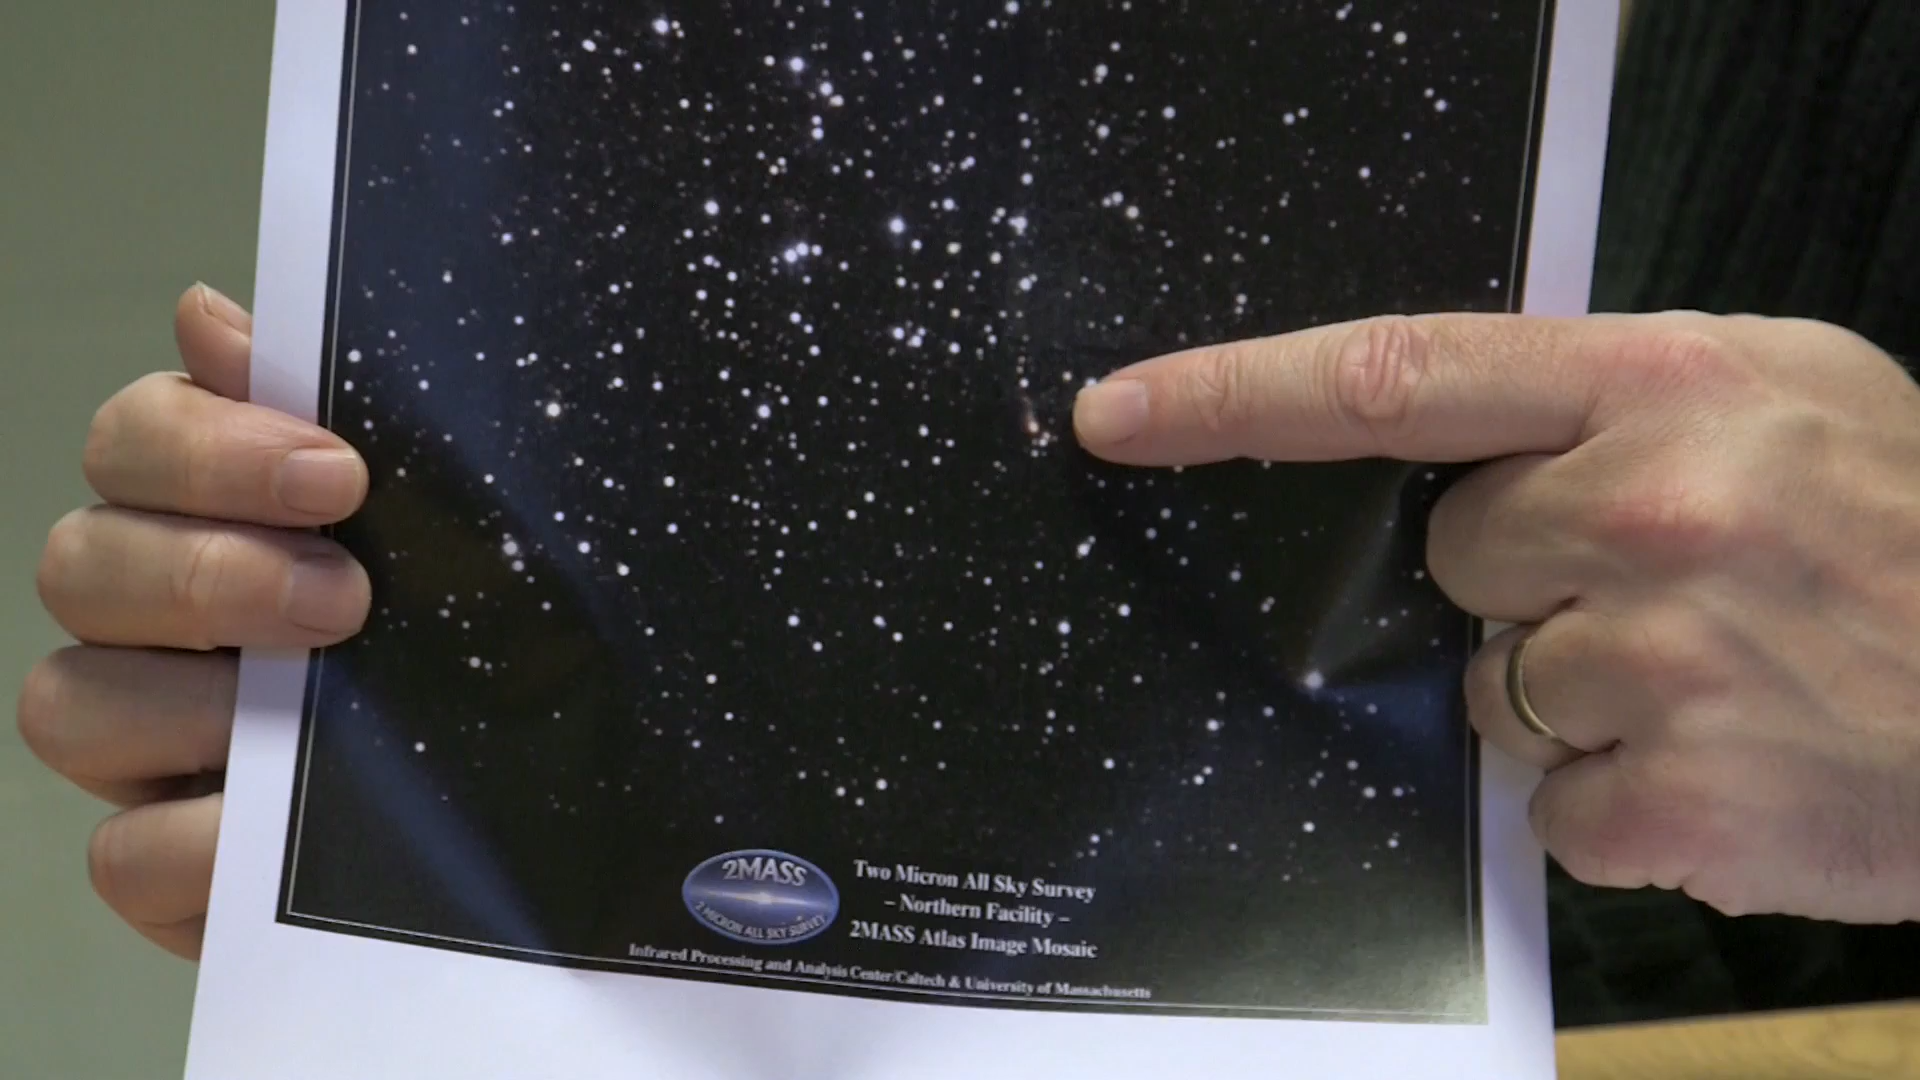 2MASS
2 MICRON ALL SKY SURVEY
Two Micron All Sky Survey
– Northern Facility –
2MASS Atlas Image Mosaic
Infrared Processing and Analysis Center/Caltech & University of Massachusetts